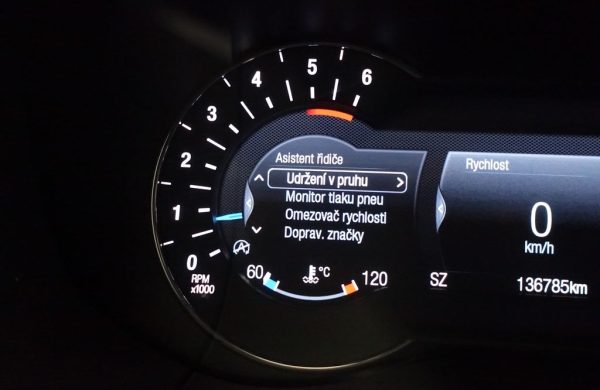 6
5
4
3
2
1
0
RPM
x1000
Asistent řidiče
Udržení v pruhu
Monitor tlaku pneu
Omezovač rychlosti
Doprav. značky
60
°C
120
Rychlost
0
km/h
SZ
136785km